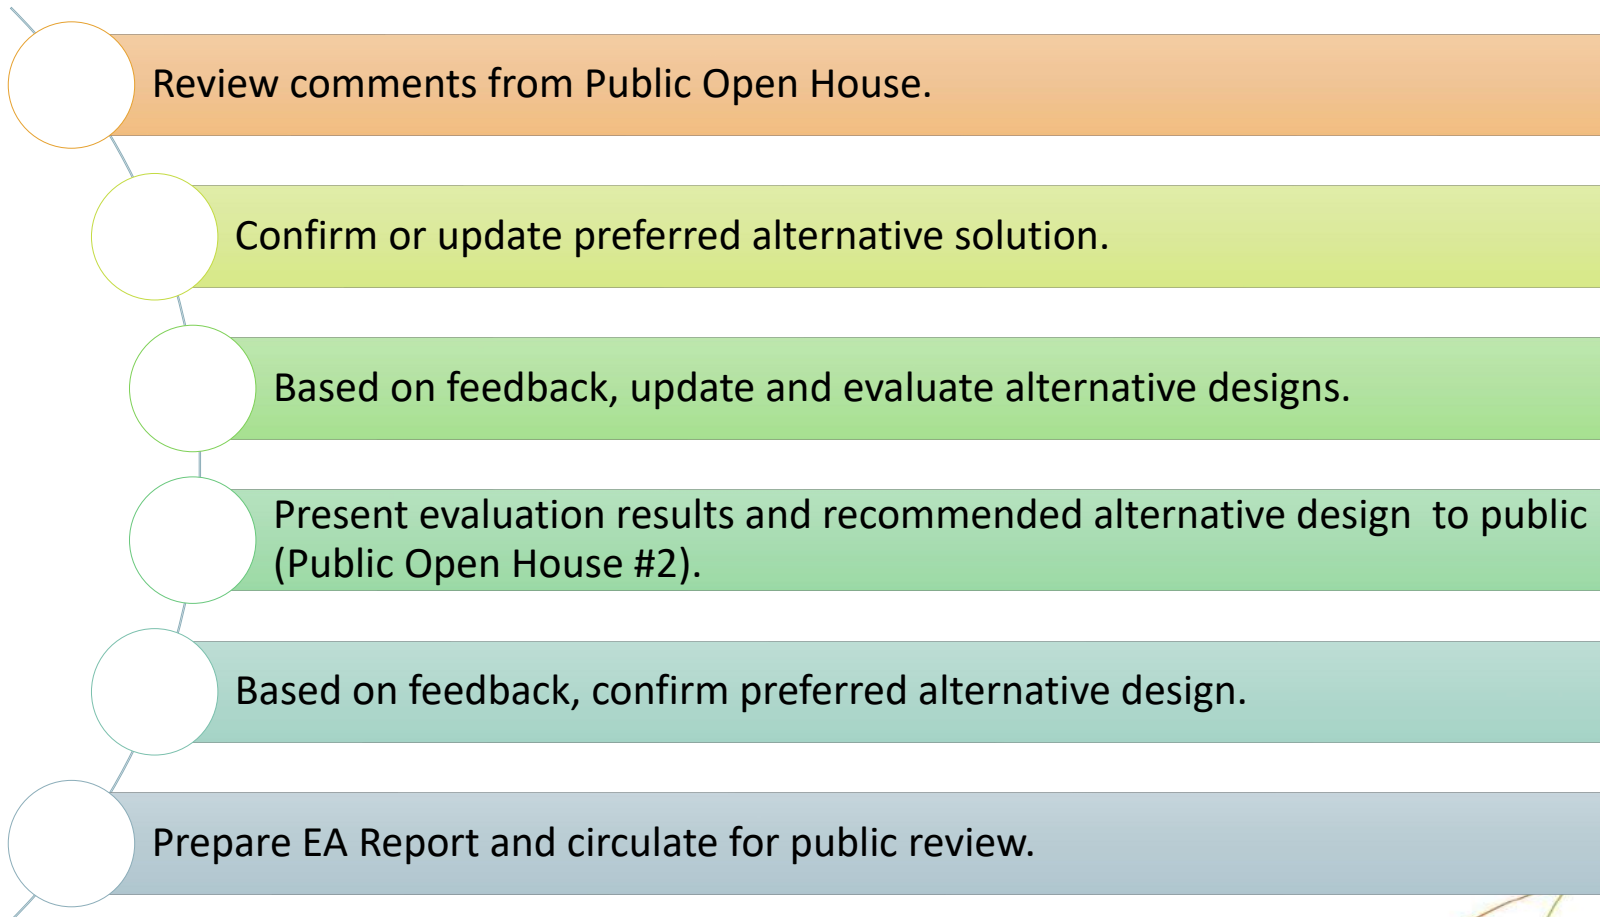 Review comments from Public Open House.
Confirm or update preferred alternative solution.
Based on feedback, update and evaluate alternative designs.
Present evaluation results and recommended alternative design  to public
(Public Open House #2).
Based on feedback, confirm preferred alternative design.
Prepare EA Report and circulate for public review.